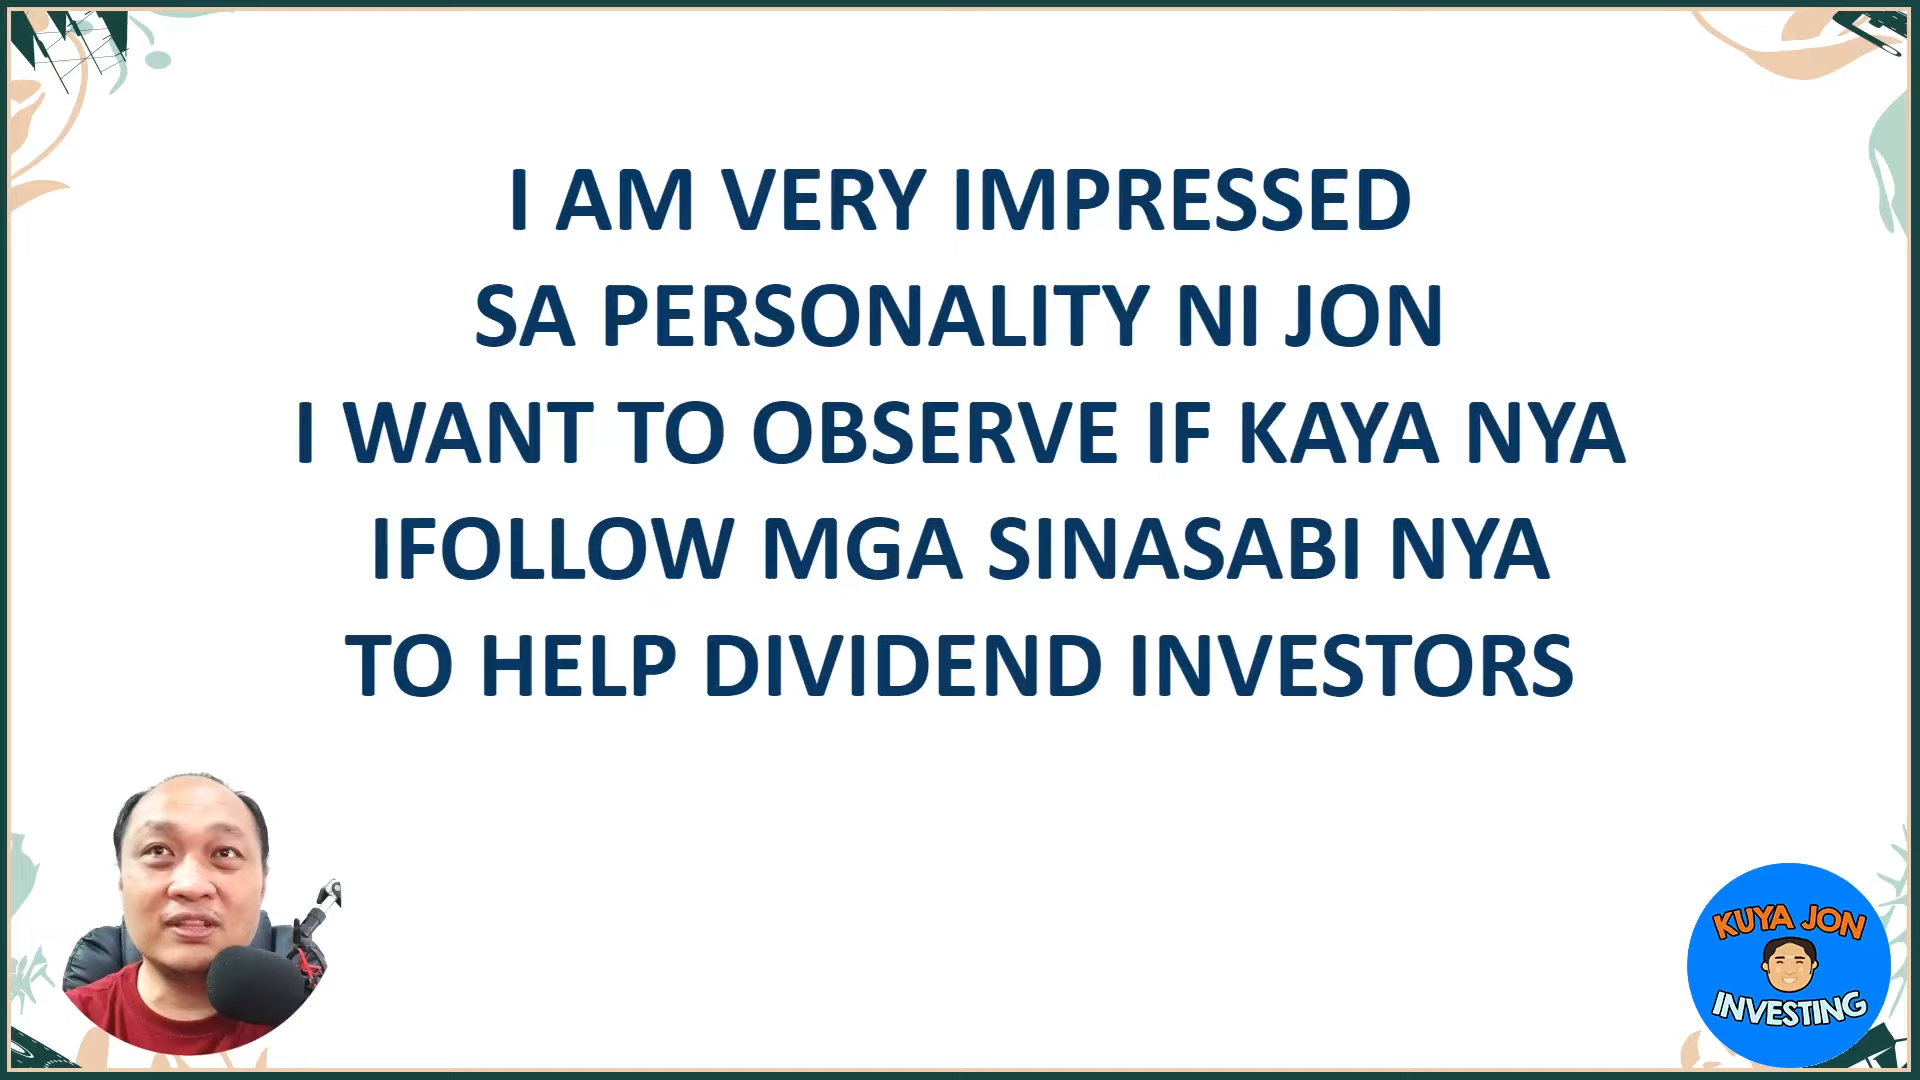 I AM VERY IMPRESSED
SA PERSONALITY NI JON
I WANT TO OBSERVE IF KAYA NYA
IFOLLOW MGA SINASABI NYA
TO HELP DIVIDEND INVESTORS
KUYA JON
INVESTING